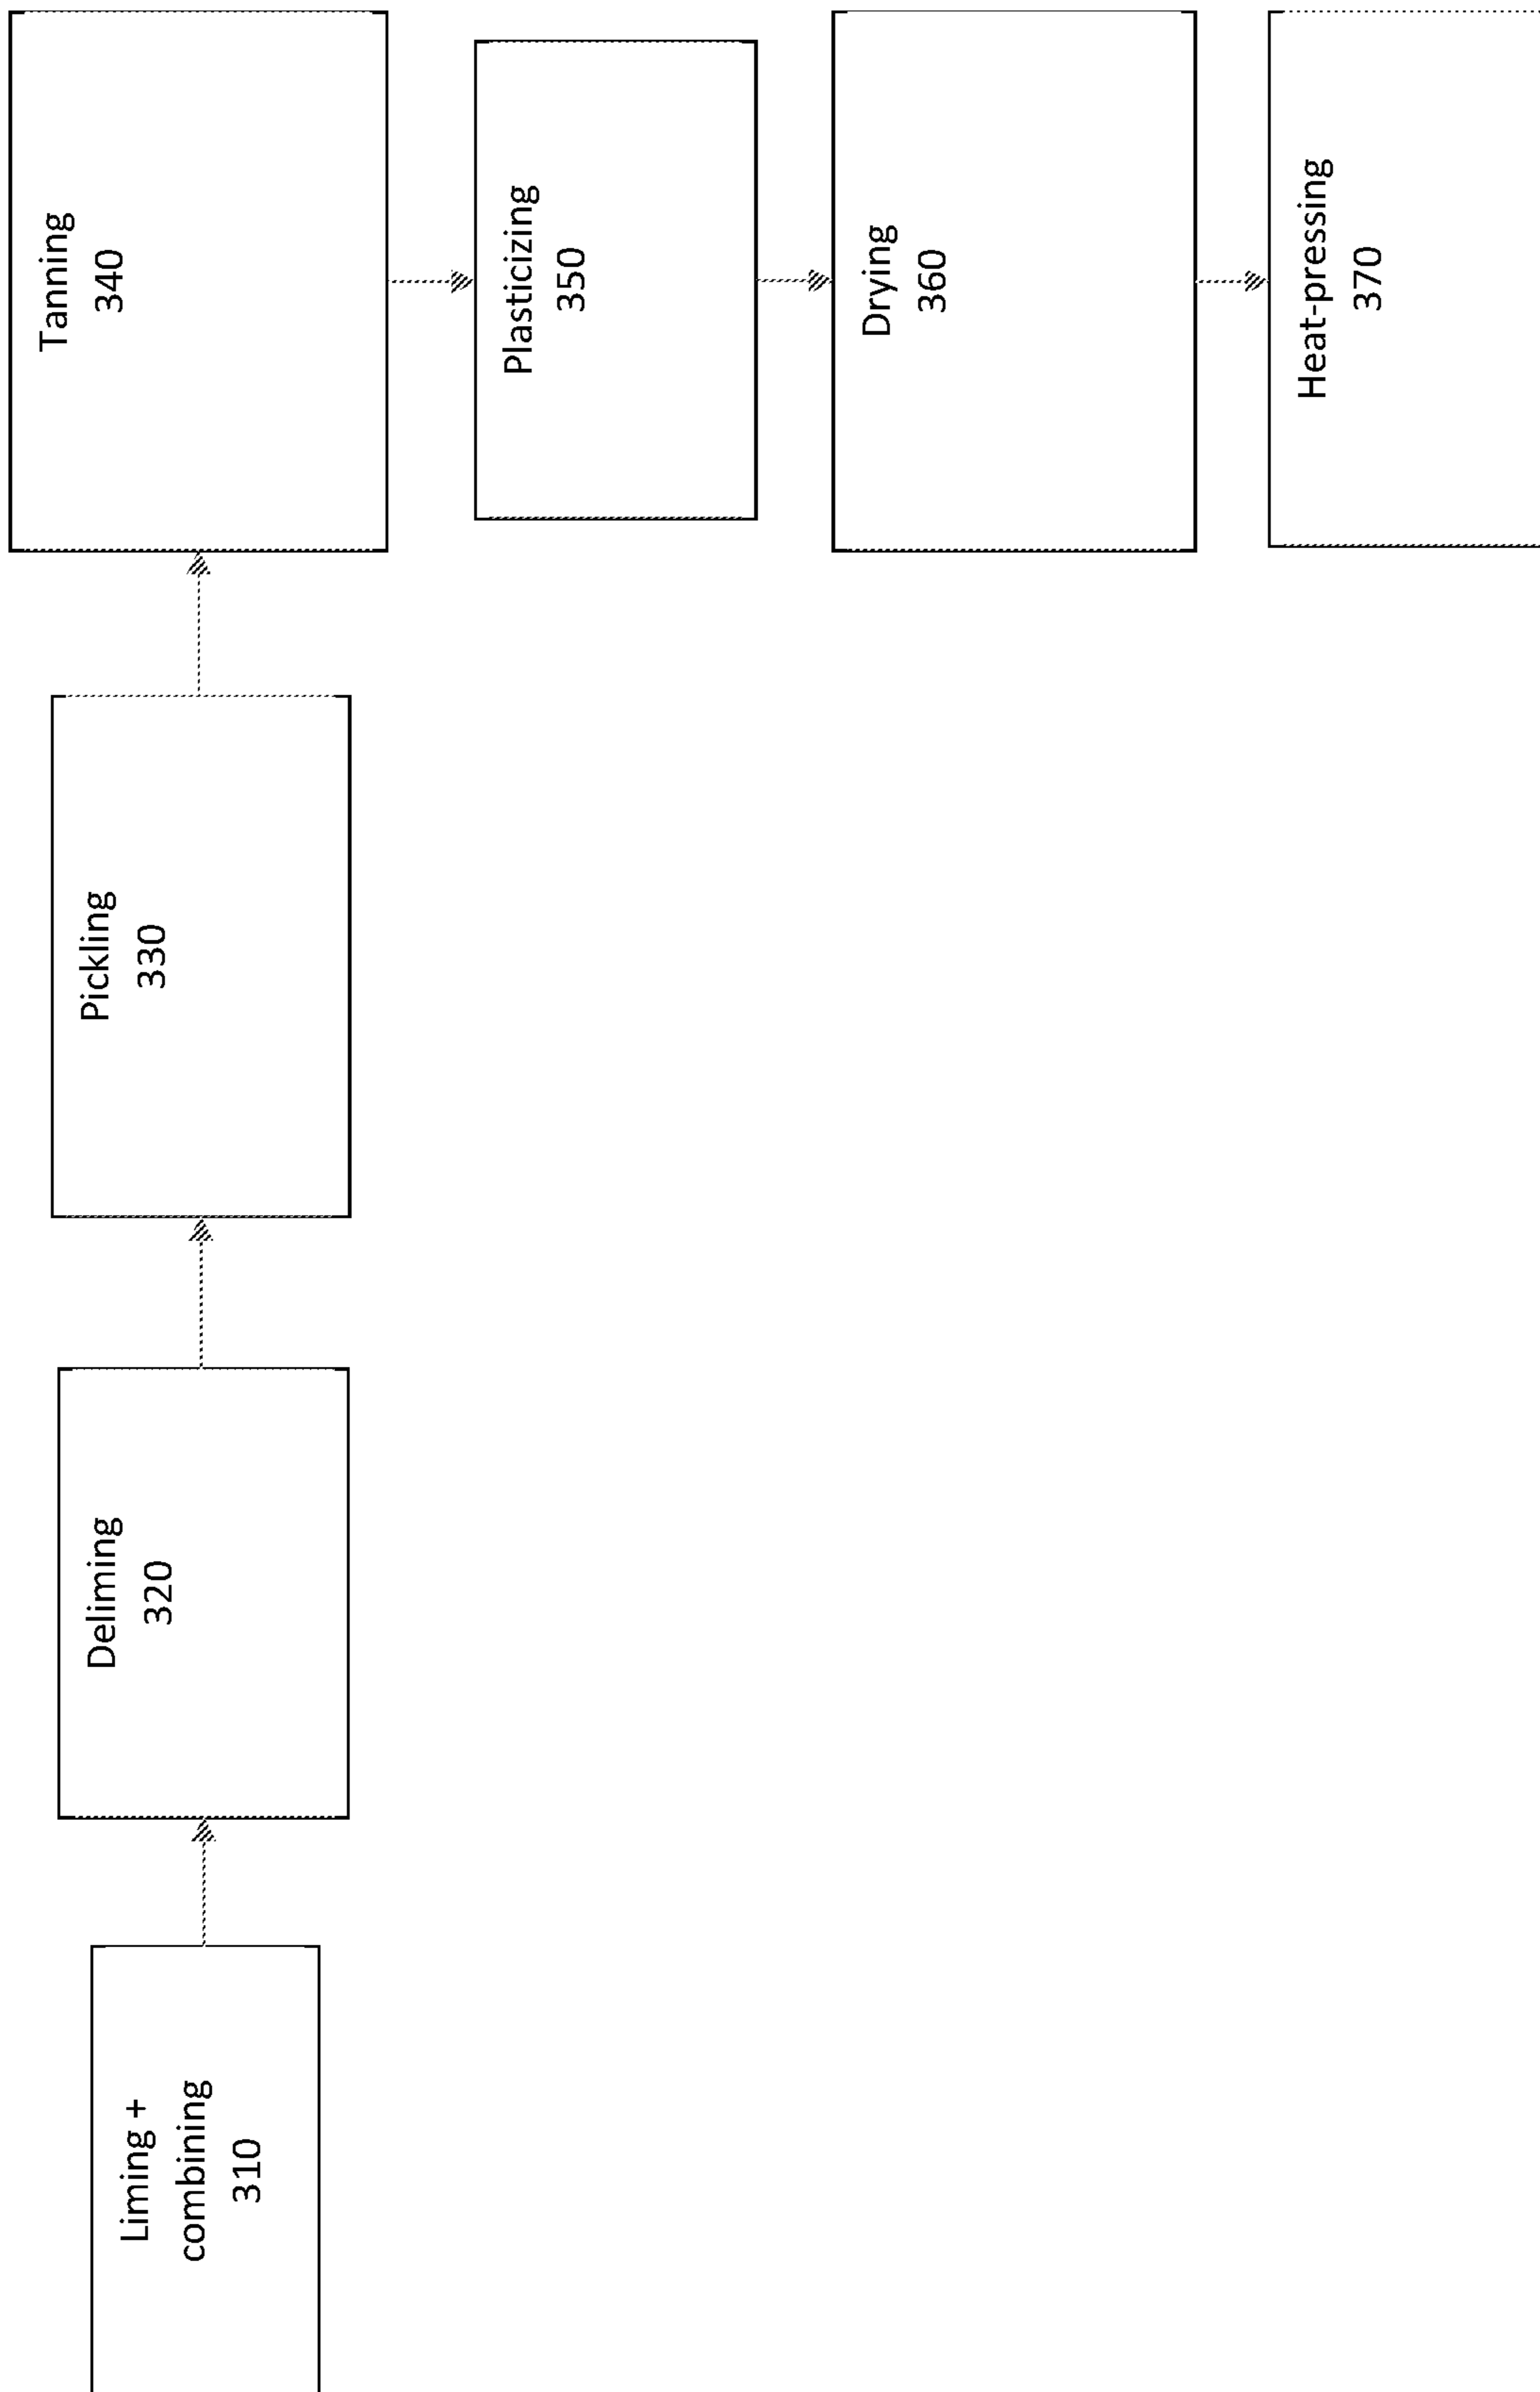 Liming +
combining
310
Deliming
320
Pickling
330
Tanning
340
Plasticizing
350
Drying
360
Heat-pressing
370